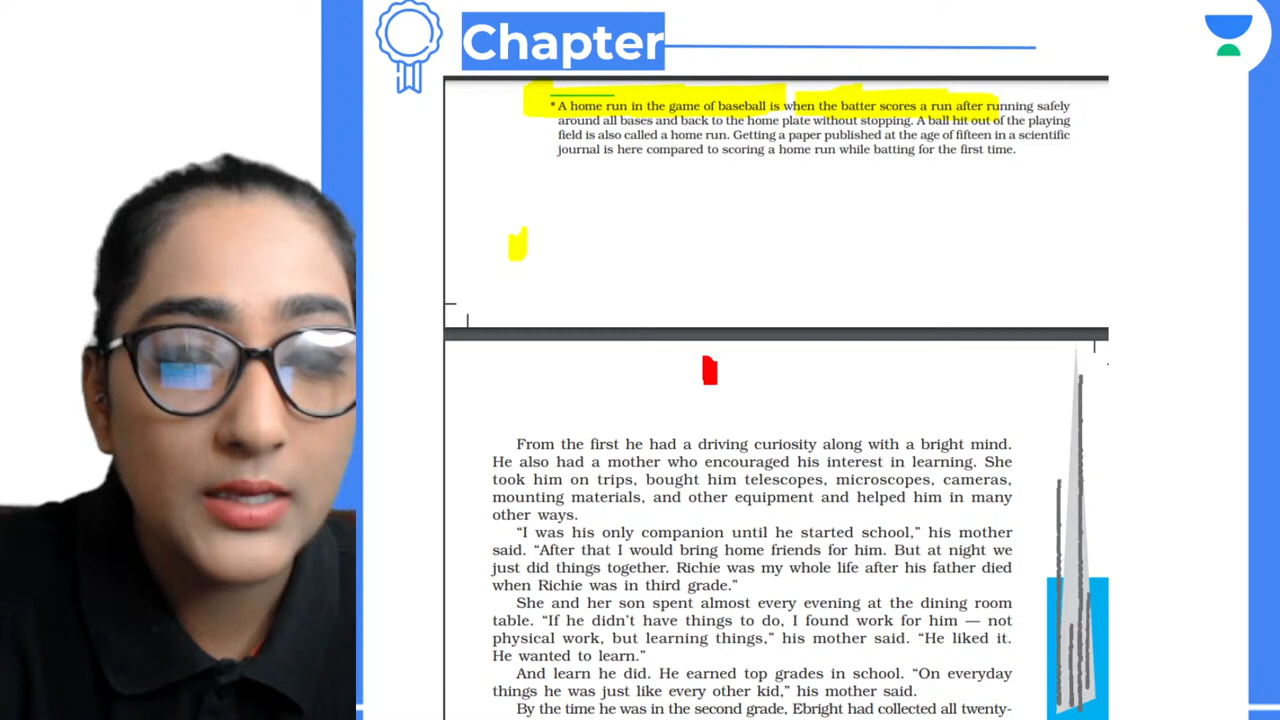 Chapter
* A home run in the game of baseball is when the batter scores a run after running safely
around all bases and back to the home plate without stopping. A ball hit out of the playing
field is also called a home run. Getting a paper published at the age of fifteen in a scientific
journal is here compared to scoring a home run while batting for the first time.
From the first he had a driving curiosity along with a bright mind.
He also had a mother who encouraged his interest in learning. She
took him on trips, bought him telescopes, microscopes, cameras,
mounting materials, and other equipment and helped him in many
other ways.
“I was his only companion until he started school,” his mother
said. “After that I would bring home friends for him. But at night we
just did things together. Richie was my whole life after his father died
when Richie was in third grade.”
She and her son spent almost every evening at the dining room
table. “If he didn’t have things to do, I found work for him — not
physical work, but learning things,” his mother said. “He liked it.
He wanted to learn.”
And learn he did. He earned top grades in school. “On everyday
things he was just like every other kid,” his mother said.
By the time he was in the second grade, Ebright had collected all twenty-